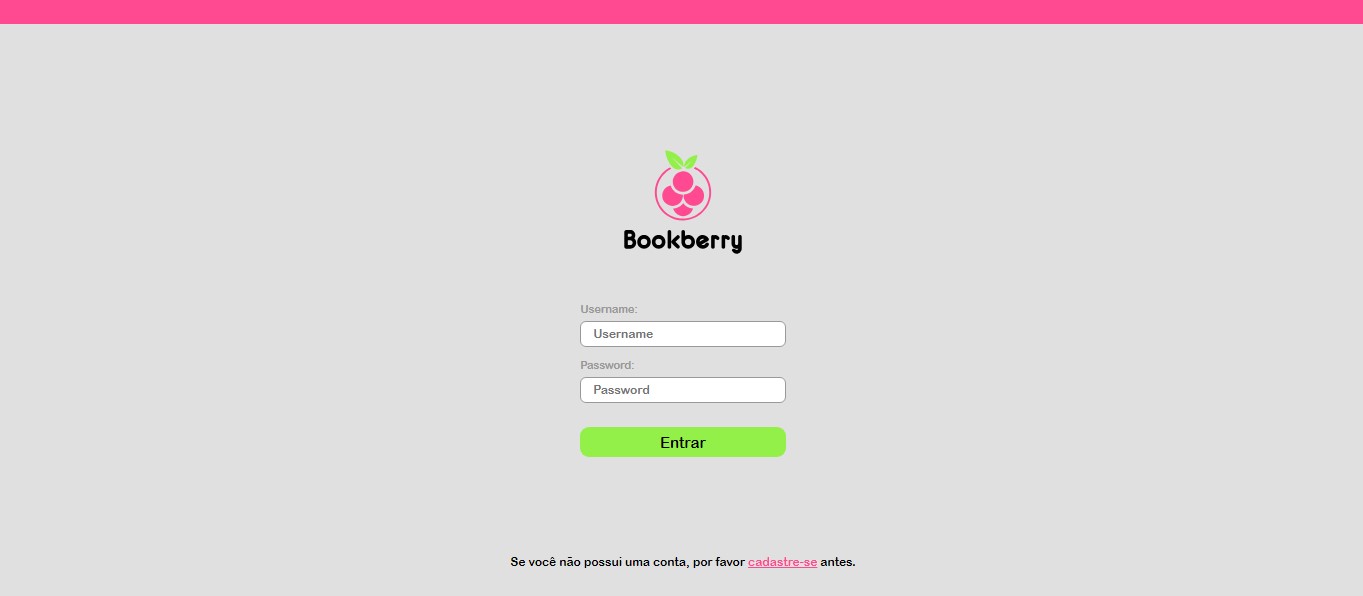 Bookberry
Username:
Username
Password:
Password
Entrar
Se você não possui uma conta, por favor cadastre-se antes.